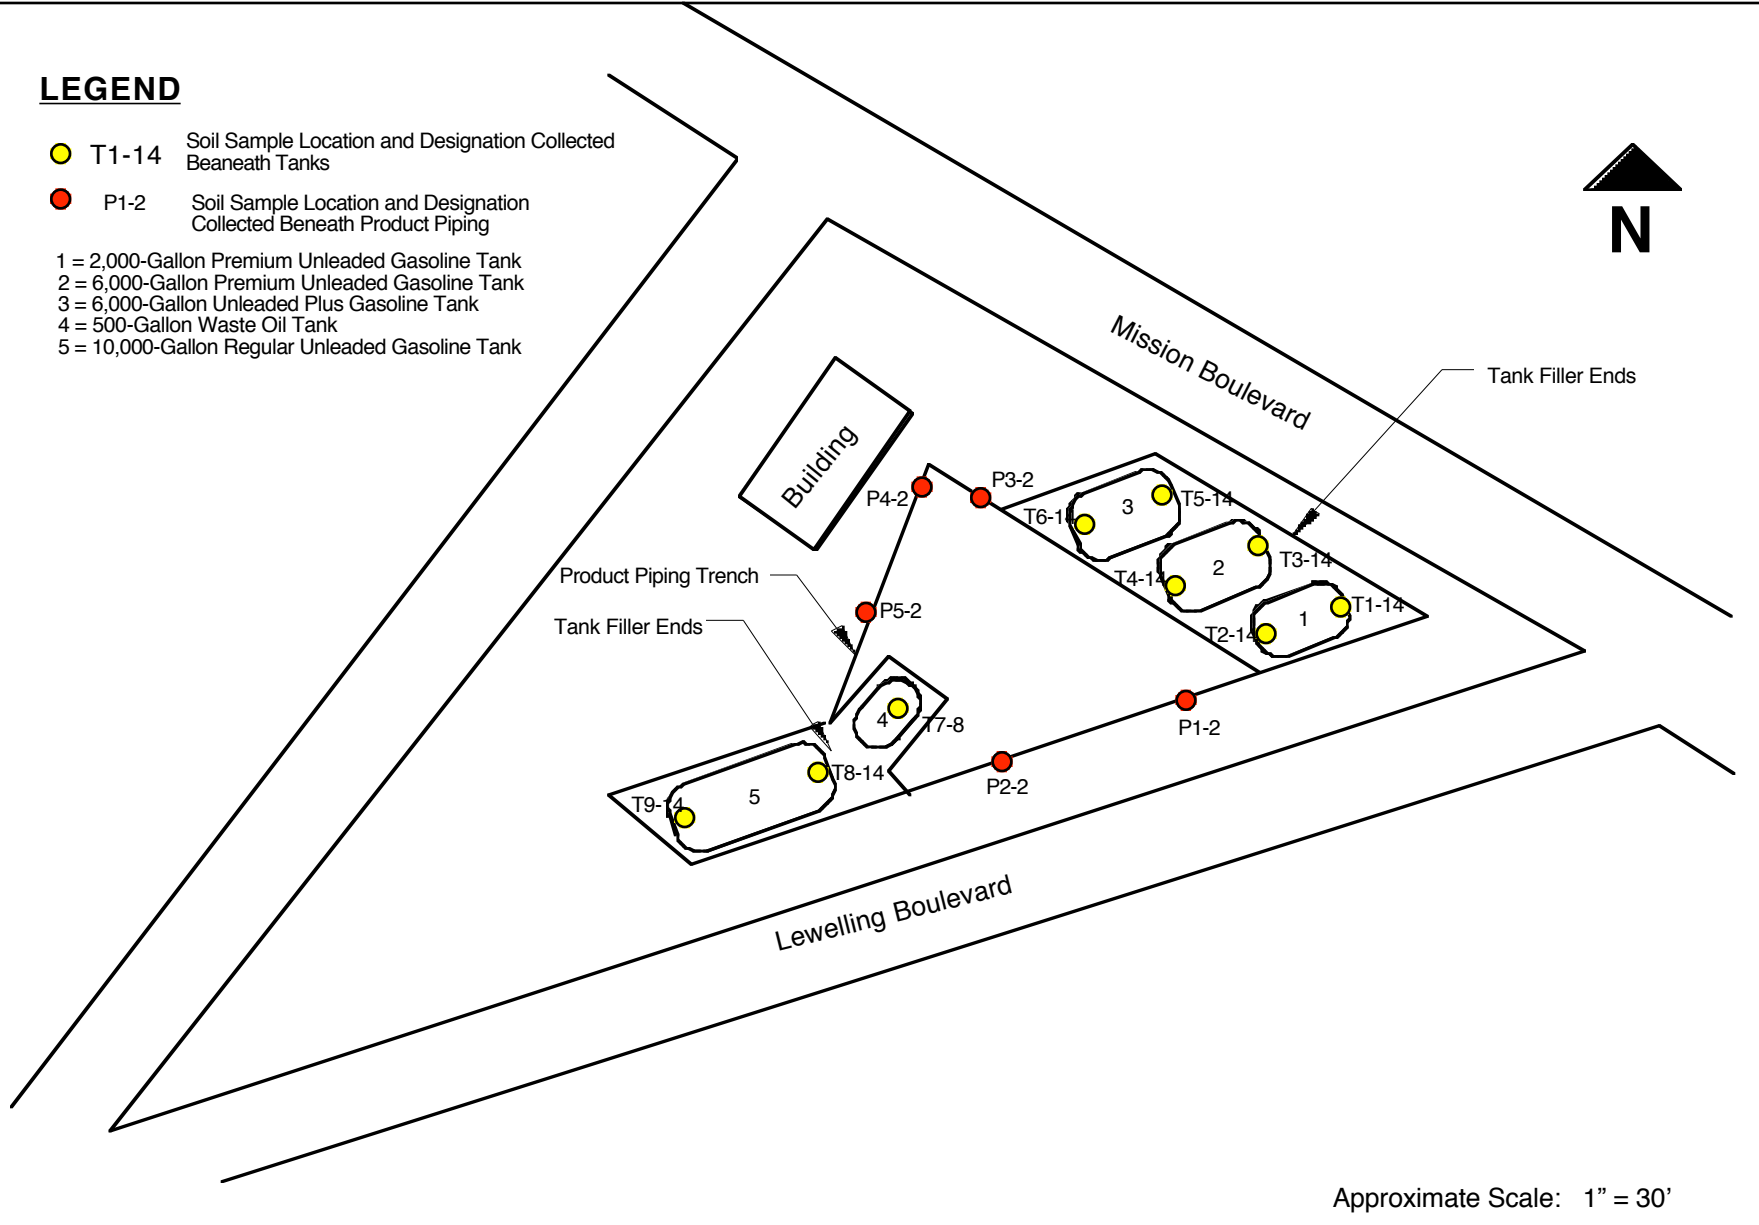 LEGEND
T1-14
Soil Sample Location and Designation Collected
Beaneath Tanks
P1-2
Soil Sample Location and Designation
Collected Beneath Product Piping
1 = 2,000-Gallon Premium Unleaded Gasoline Tank
2 = 6,000-Gallon Premium Unleaded Gasoline Tank
3 = 6,000-Gallon Unleaded Plus Gasoline Tank
4 = 500-Gallon Waste Oil Tank
5 = 10,000-Gallon Regular Unleaded Gasoline Tank
N
Mission Boulevard
Tank Filler Ends
Building
P4-2
P3-2
T6-14
3
T5-14
T4-14
2
T3-14
T2-14
1
T1-14
Product Piping Trench
P5-2
Tank Filler Ends
4
T7-8
P1-2
T8-14
P2-2
T9-14
5
Lewelling Boulevard
Approximate Scale: 1” = 30’